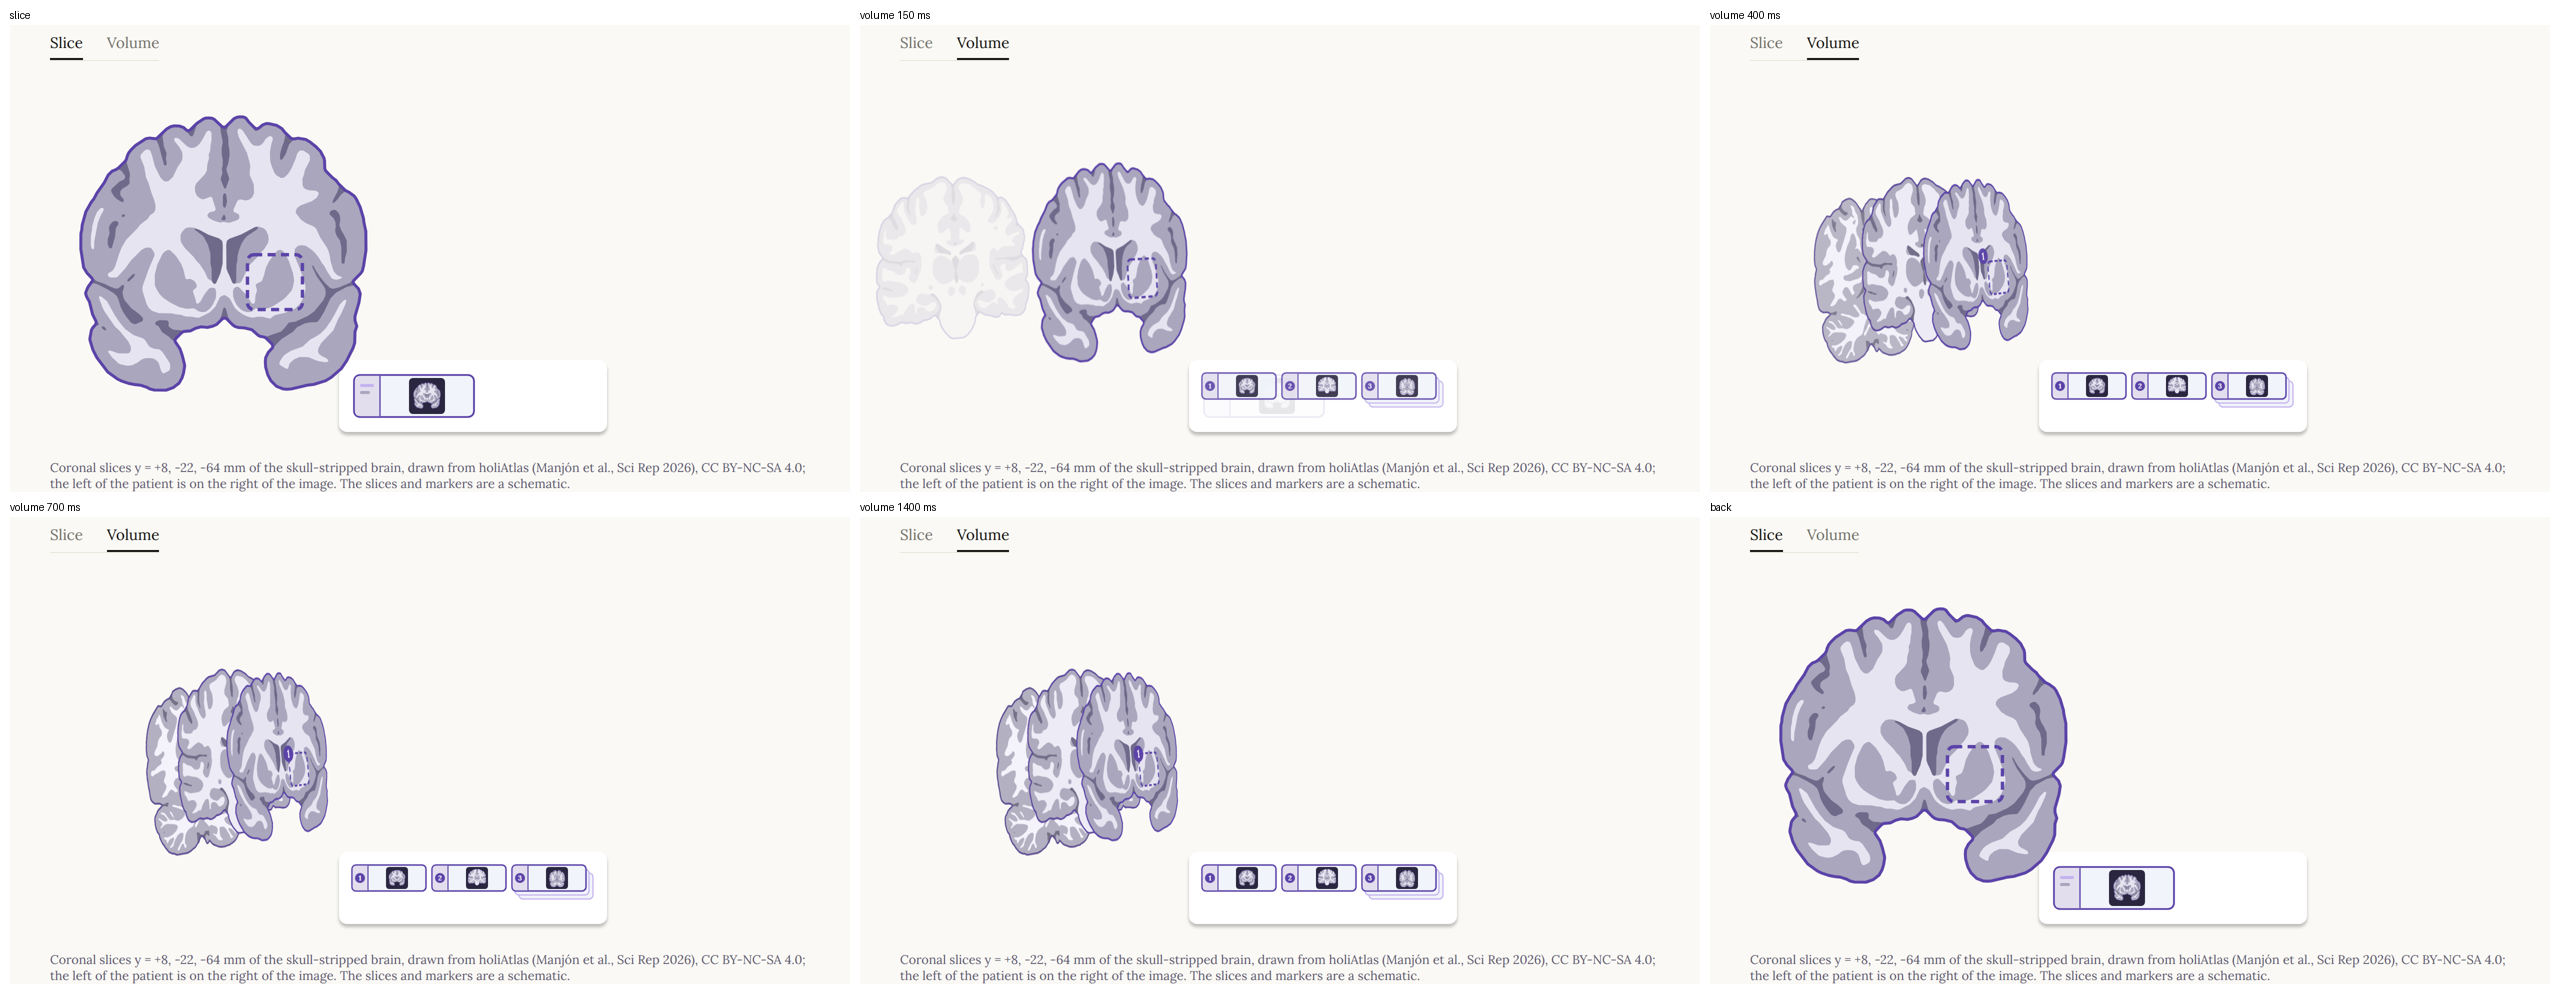 slice
Slice Volume
Coronal slices y = +8, -22, -64 mm of the skull-stripped brain, drawn from holiAtlas (Manjón et al., Sci Rep 2026), CC BY-NC-SA 4.0;
the left of the patient is on the right of the image. The slices and markers are a schematic.
volume 150 ms
Slice Volume
1 2 3
Coronal slices y = +8, -22, -64 mm of the skull-stripped brain, drawn from holiAtlas (Manjón et al., Sci Rep 2026), CC BY-NC-SA 4.0;
the left of the patient is on the right of the image. The slices and markers are a schematic.
volume 400 ms
Slice Volume
1
1 2 3
Coronal slices y = +8, -22, -64 mm of the skull-stripped brain, drawn from holiAtlas (Manjón et al., Sci Rep 2026), CC BY-NC-SA 4.0;
the left of the patient is on the right of the image. The slices and markers are a schematic.
volume 700 ms
Slice Volume
1
1 2 3
Coronal slices y = +8, -22, -64 mm of the skull-stripped brain, drawn from holiAtlas (Manjón et al., Sci Rep 2026), CC BY-NC-SA 4.0;
the left of the patient is on the right of the image. The slices and markers are a schematic.
volume 1400 ms
Slice Volume
1
1 2 3
Coronal slices y = +8, -22, -64 mm of the skull-stripped brain, drawn from holiAtlas (Manjón et al., Sci Rep 2026), CC BY-NC-SA 4.0;
the left of the patient is on the right of the image. The slices and markers are a schematic.
back
Slice Volume
Coronal slices y = +8, -22, -64 mm of the skull-stripped brain, drawn from holiAtlas (Manjón et al., Sci Rep 2026), CC BY-NC-SA 4.0;
the left of the patient is on the right of the image. The slices and markers are a schematic.